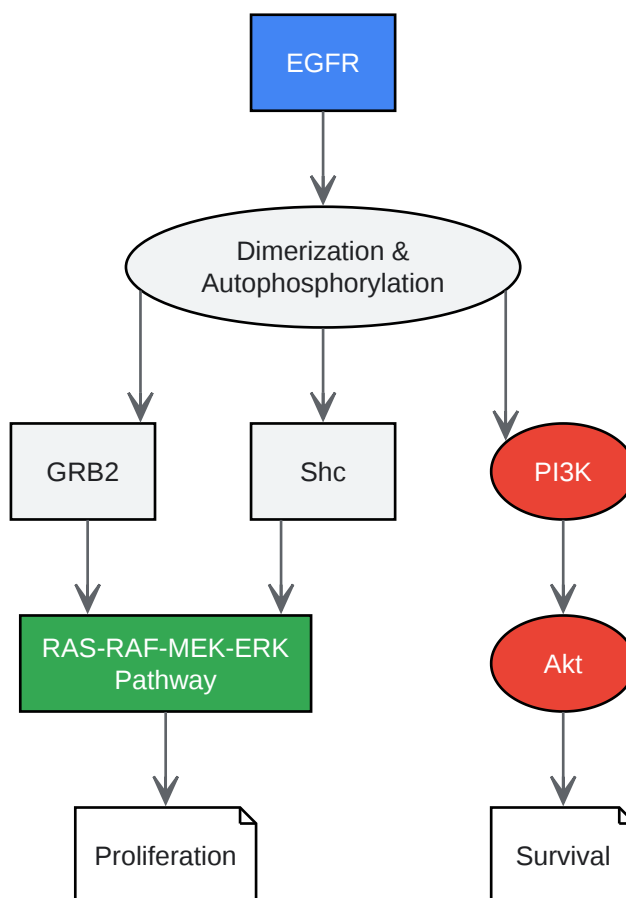 EGFR
Dimerization &
Autophosphorylation
GRB2
Shc
PI3K
RAS-RAF-MEK-ERK
Pathway
Akt
Proliferation
Survival